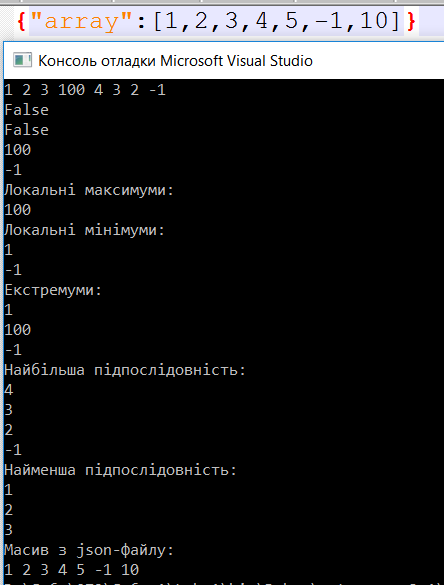 {"array":[1,2,3,4,5,-1,10]}
Консоль отладки Microsoft Visual Studio
1 2 3 100 4 3 2 -1
False
False
100
-1
Локальні максимуми:
100
Локальні мінімуми:
1
-1
Екстремуми:
1
100
-1
Найбільша підпослідовність:
4
3
2
-1
Найменша підпослідовність:
1
2
3
Масив з json-файлу:
1 2 3 4 5 -1 10